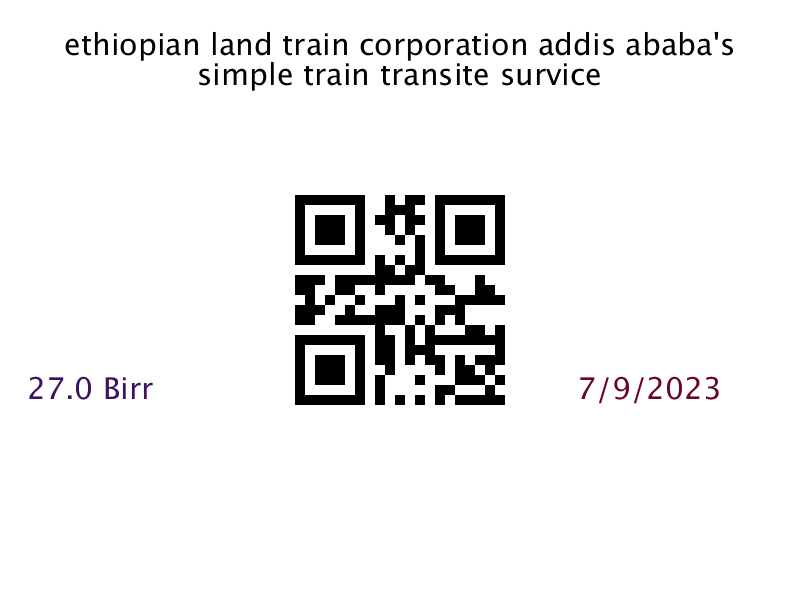 ethiopian land train corporation addis ababa's
simple train transite survice
27.0 Birr
7/9/2023